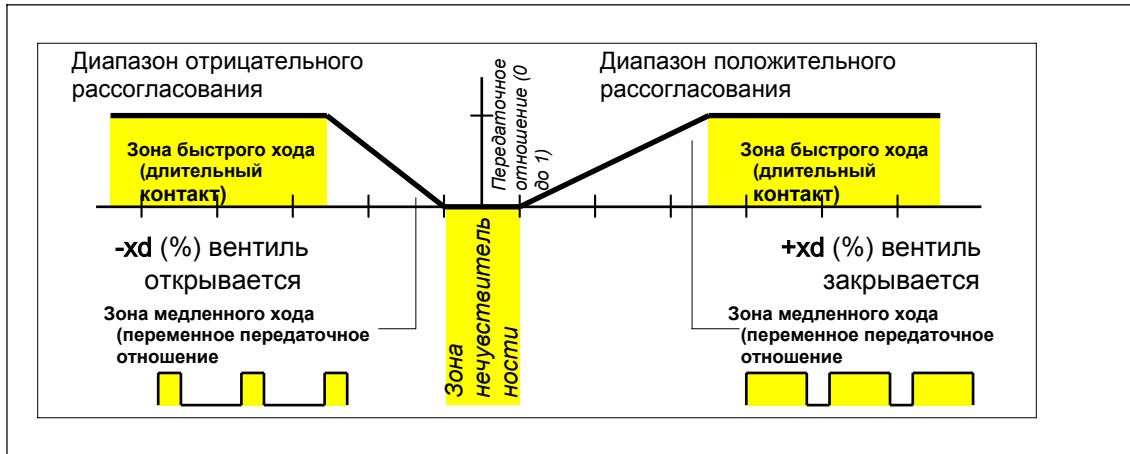 Диапазон отрицательного
рассогласования
Передаточное
отношение (0
до 1)
Диапазон положительного
рассогласования
Зона быстрого хода
(длительный
контакт)
Зона быстрого хода
(длительный
контакт)
-xd (%) вентиль
открывается
+xd (%) вентиль
закрывается
Зона медленного хода
(переменное передаточное
отношение
Зона
нечувствитель
ности
Зона медленного хода
(переменное передаточное
отношение